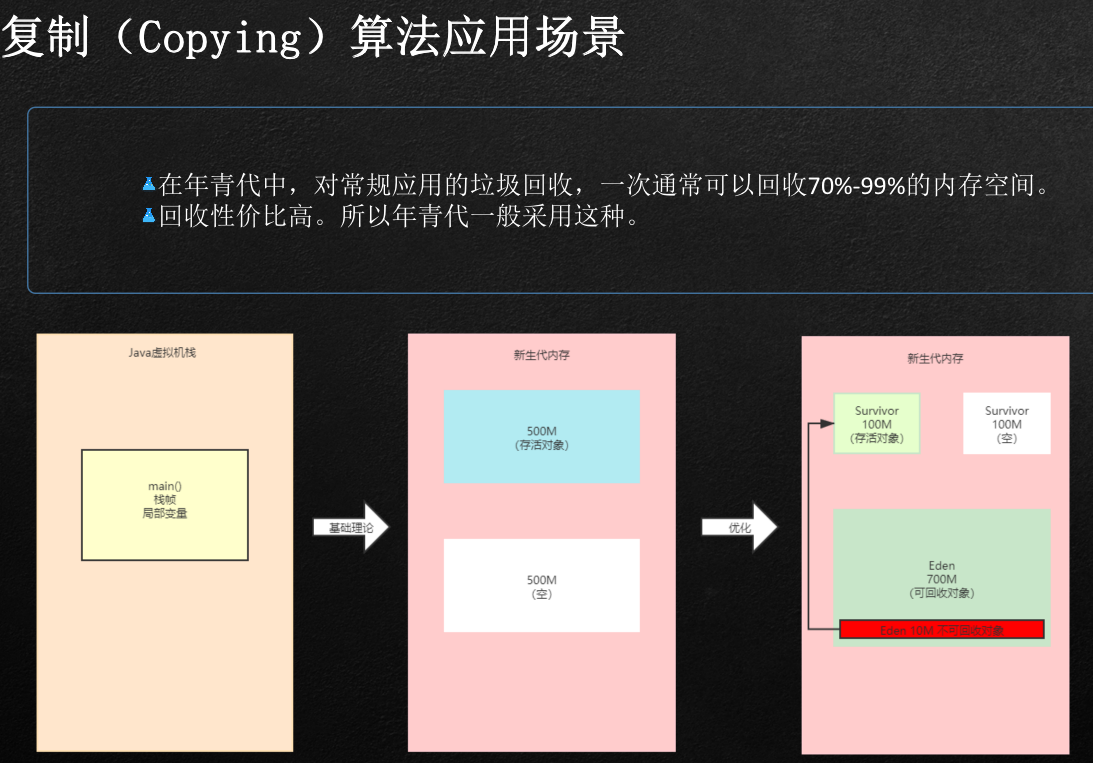 复制（Copying）算法应用场景
在年青代中，对常规应用的垃圾回收，一次通常可以回收70%-99%的内存空间。
回收性价比高。所以年青代一般采用这种。
Java虚拟机栈
main()
栈帧
局部变量
基础理论
新生代内存
500M
(存活对象)
500M
(空)
优化
新生代内存
Survivor
100M
(存活对象)
Survivor
100M
(空)
Eden
700M
(可回收对象)
Eden 10M 不可回收对象